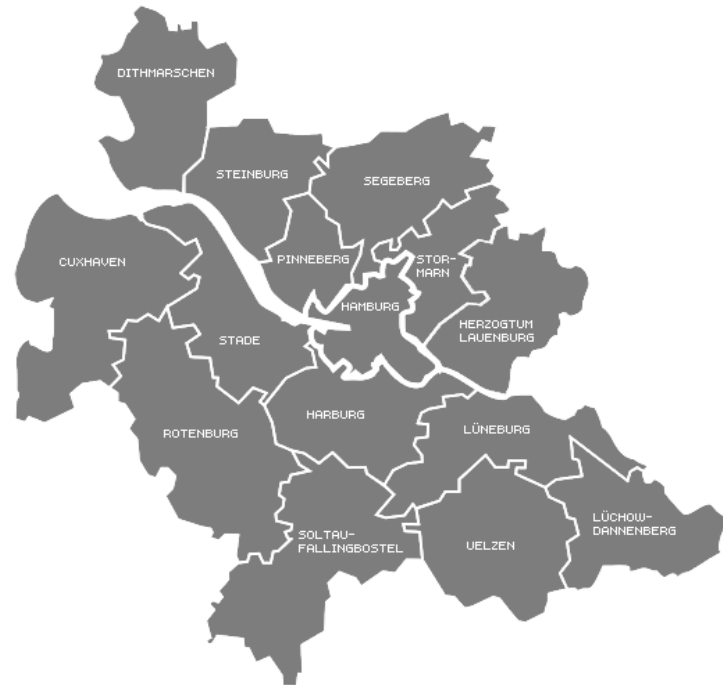 DITHMARSCHEN
STEINBURG
SEGEBERG
CUXHAVEN
PINNEBERG
STOR-
MARN
HAMBURG
HERZOGTUM
LAUENBURG
STADE
ROTENBURG
HARBURG
LÜNEBURG
LÜCHOW-
DANNENBERG
SOLTAU-
FALLINGBOSTEL
UELZEN